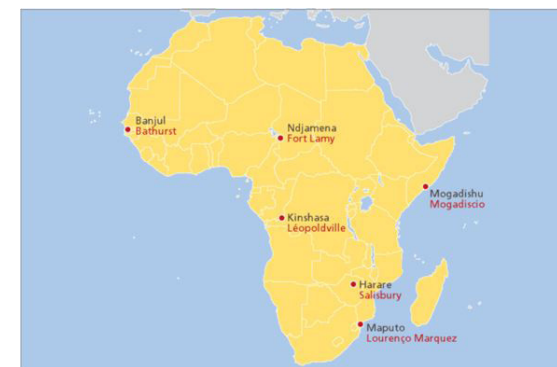 Banjul
Bathurst
Ndjamena
Fort Lamy
Mogadishu
Mogadiscio
Kinshasa
Léopoldville
Harare
Salisbury
Maputo
Lourenço Marquez